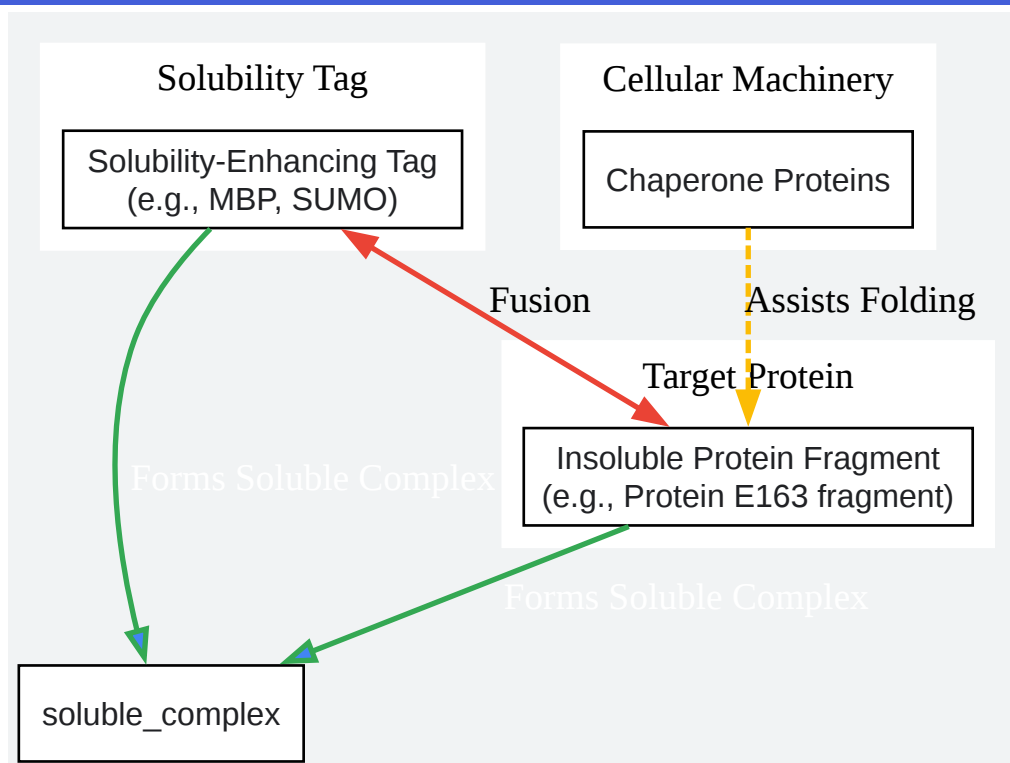 Solubility Tag
Solubility-Enhancing Tag
(e.g., MBP, SUMO)
Cellular Machinery
Chaperone Proteins
Fusion
Assists Folding
Target Protein
Insoluble Protein Fragment
(e.g., Protein E163 fragment)
Forms Soluble Complex
Forms Soluble Complex
soluble_complex